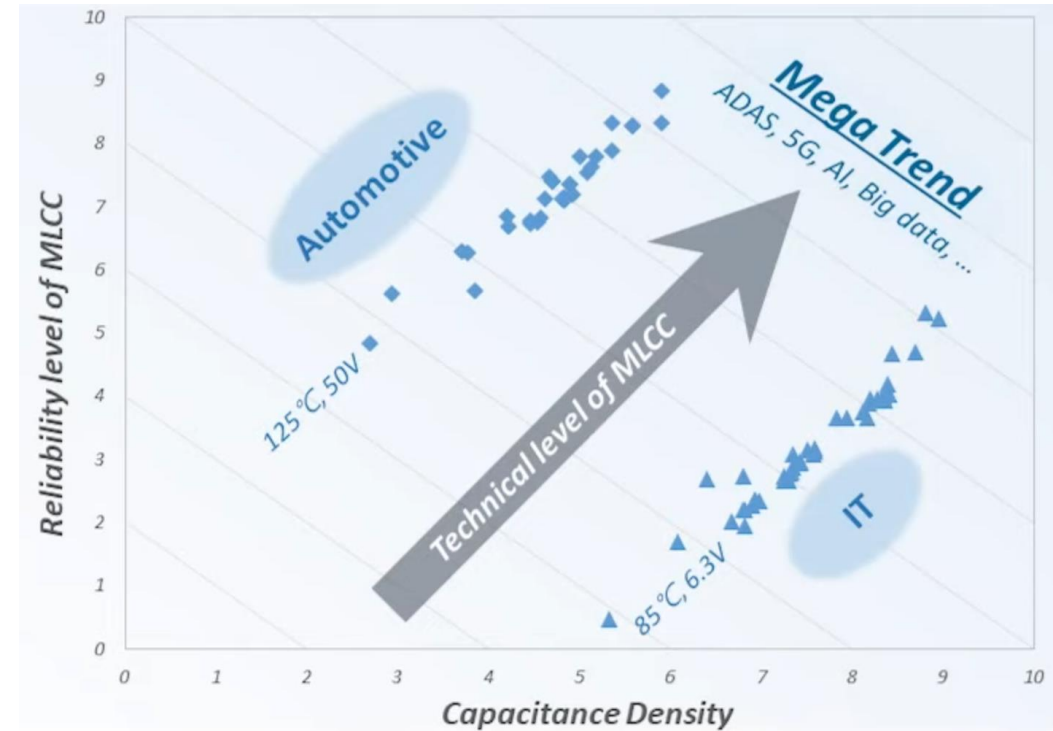 10
9
8
7
6
5
4
3
2
1
0
Reliability level of MLCC
Automotive
125℃, 50V
Technical level of MLCC
Mega Trend
ADAS, 5G, AI, Big data, ...
IT
85℃, 6.3V
0 1 2 3 4 5 6 7 8 9 10
Capacitance Density